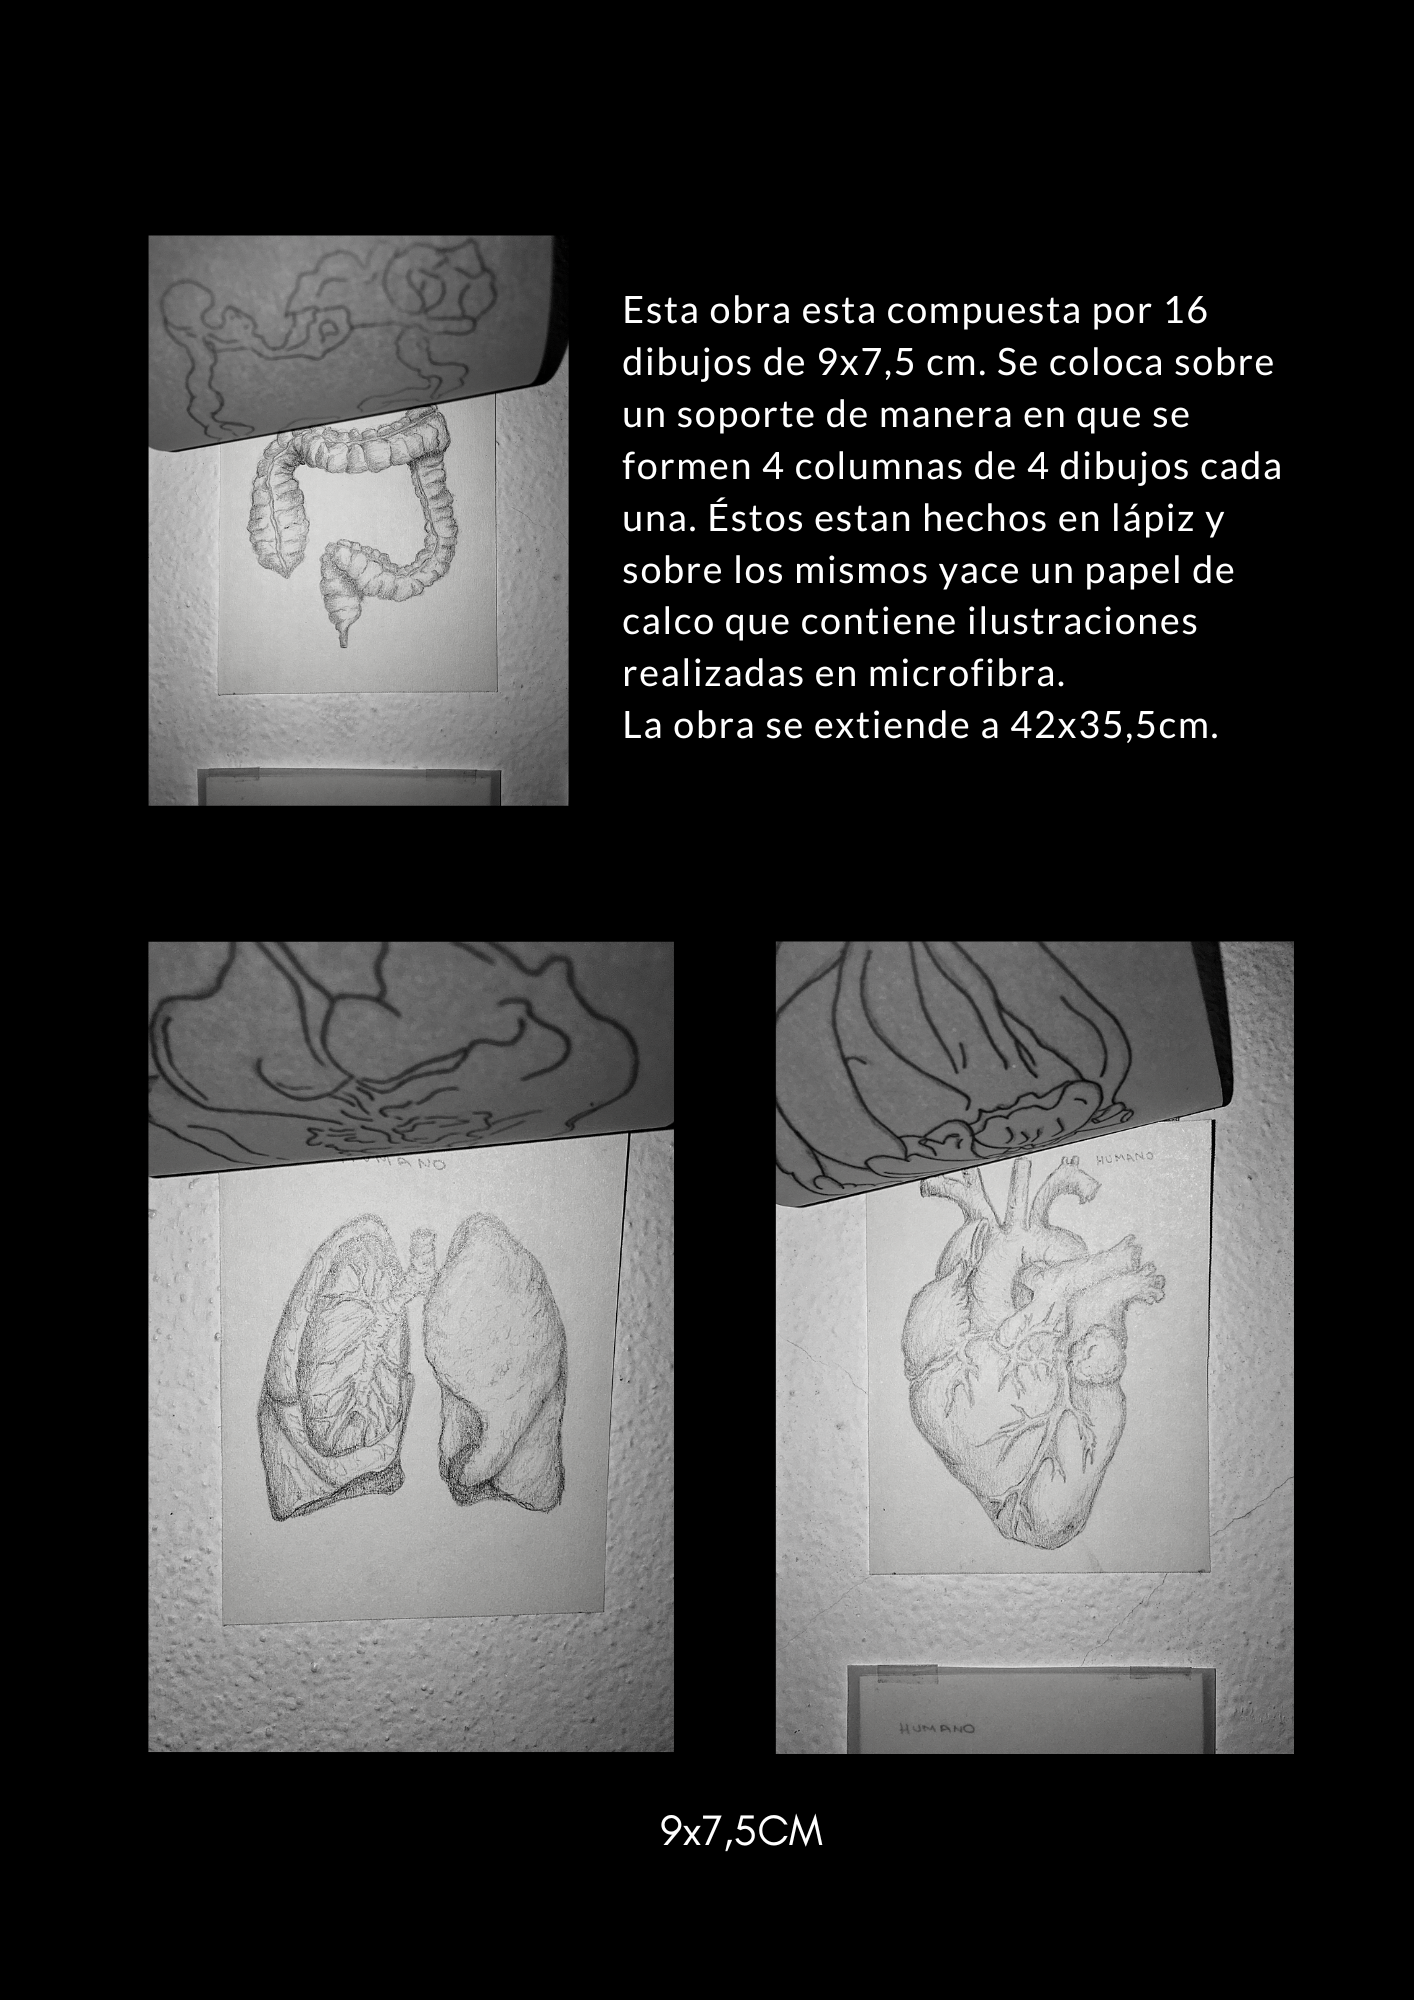 Esta obra esta compuesta por 16
dibujos de 9x7,5 cm. Se coloca sobre
un soporte de manera en que se
formen 4 columnas de 4 dibujos cada
una. Éstos estan hechos en lápiz y
sobre los mismos yace un papel de
calco que contiene ilustraciones
realizadas en microfibra.
La obra se extiende a 42x35,5cm.
HUMANO
HUMANO
HUMANO
9x7,5CM